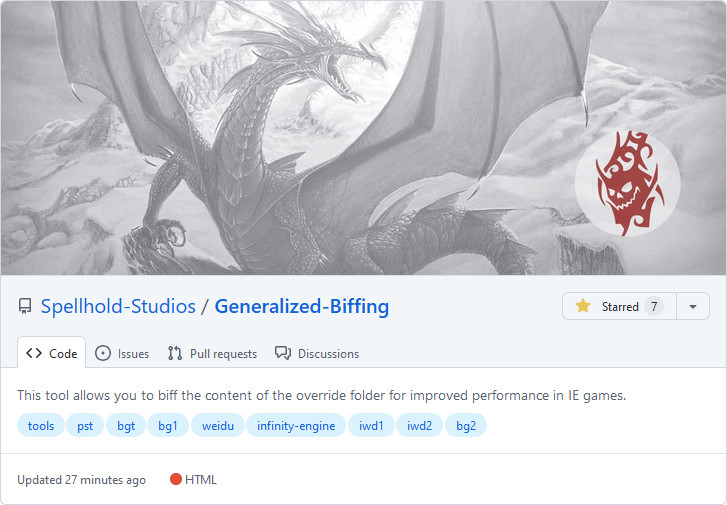 Spellhold-Studios / Generalized-Biffing
Starred 7
Code Issues Pull requests Discussions
This tool allows you to biff the content of the override folder for improved performance in IE games.
tools pst bgt bg1 weidu infinity-engine iwd1 iwd2 bg2
Updated 27 minutes ago HTML